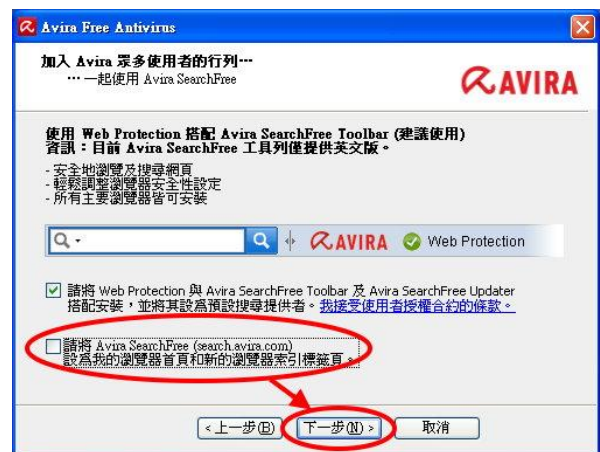 Avira Free Antivirus
加入 Avira 眾多使用者的行列…
… 一起使用 Avira SearchFree
AVIRA
使用 Web Protection 搭配 Avira SearchFree Toolbar (建議使用)
資訊：目前 Avira SearchFree 工具列僅提供英文版。
- 安全地瀏覽及搜尋網頁
- 輕鬆調整瀏覽器安全性設定
- 所有主要瀏覽器皆可安裝
AVIRA Web Protection
請將 Web Protection 與 Avira SearchFree Toolbar 及 Avira SearchFree Updater
搭配安裝，並將其設為預設搜尋提供者。我接受使用者授權合約的條款。
請將 Avira SearchFree (search.avira.com)
設為我的瀏覽器首頁和新的瀏覽器索引標籤頁。
<上一步(B) 下一步(N)> 取消